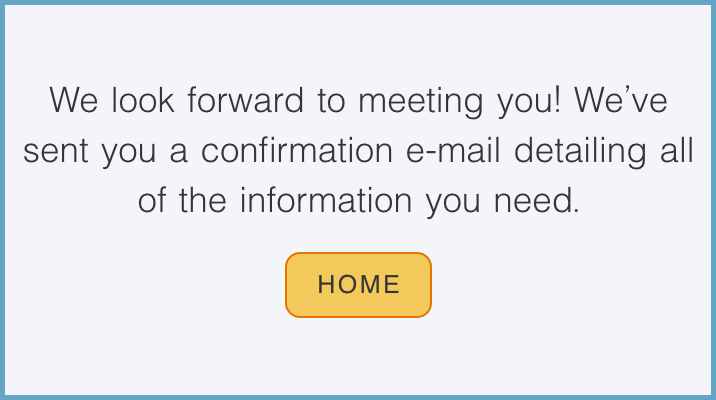 We look forward to meeting you! We’ve
sent you a confirmation e-mail detailing all
of the information you need.
HOME